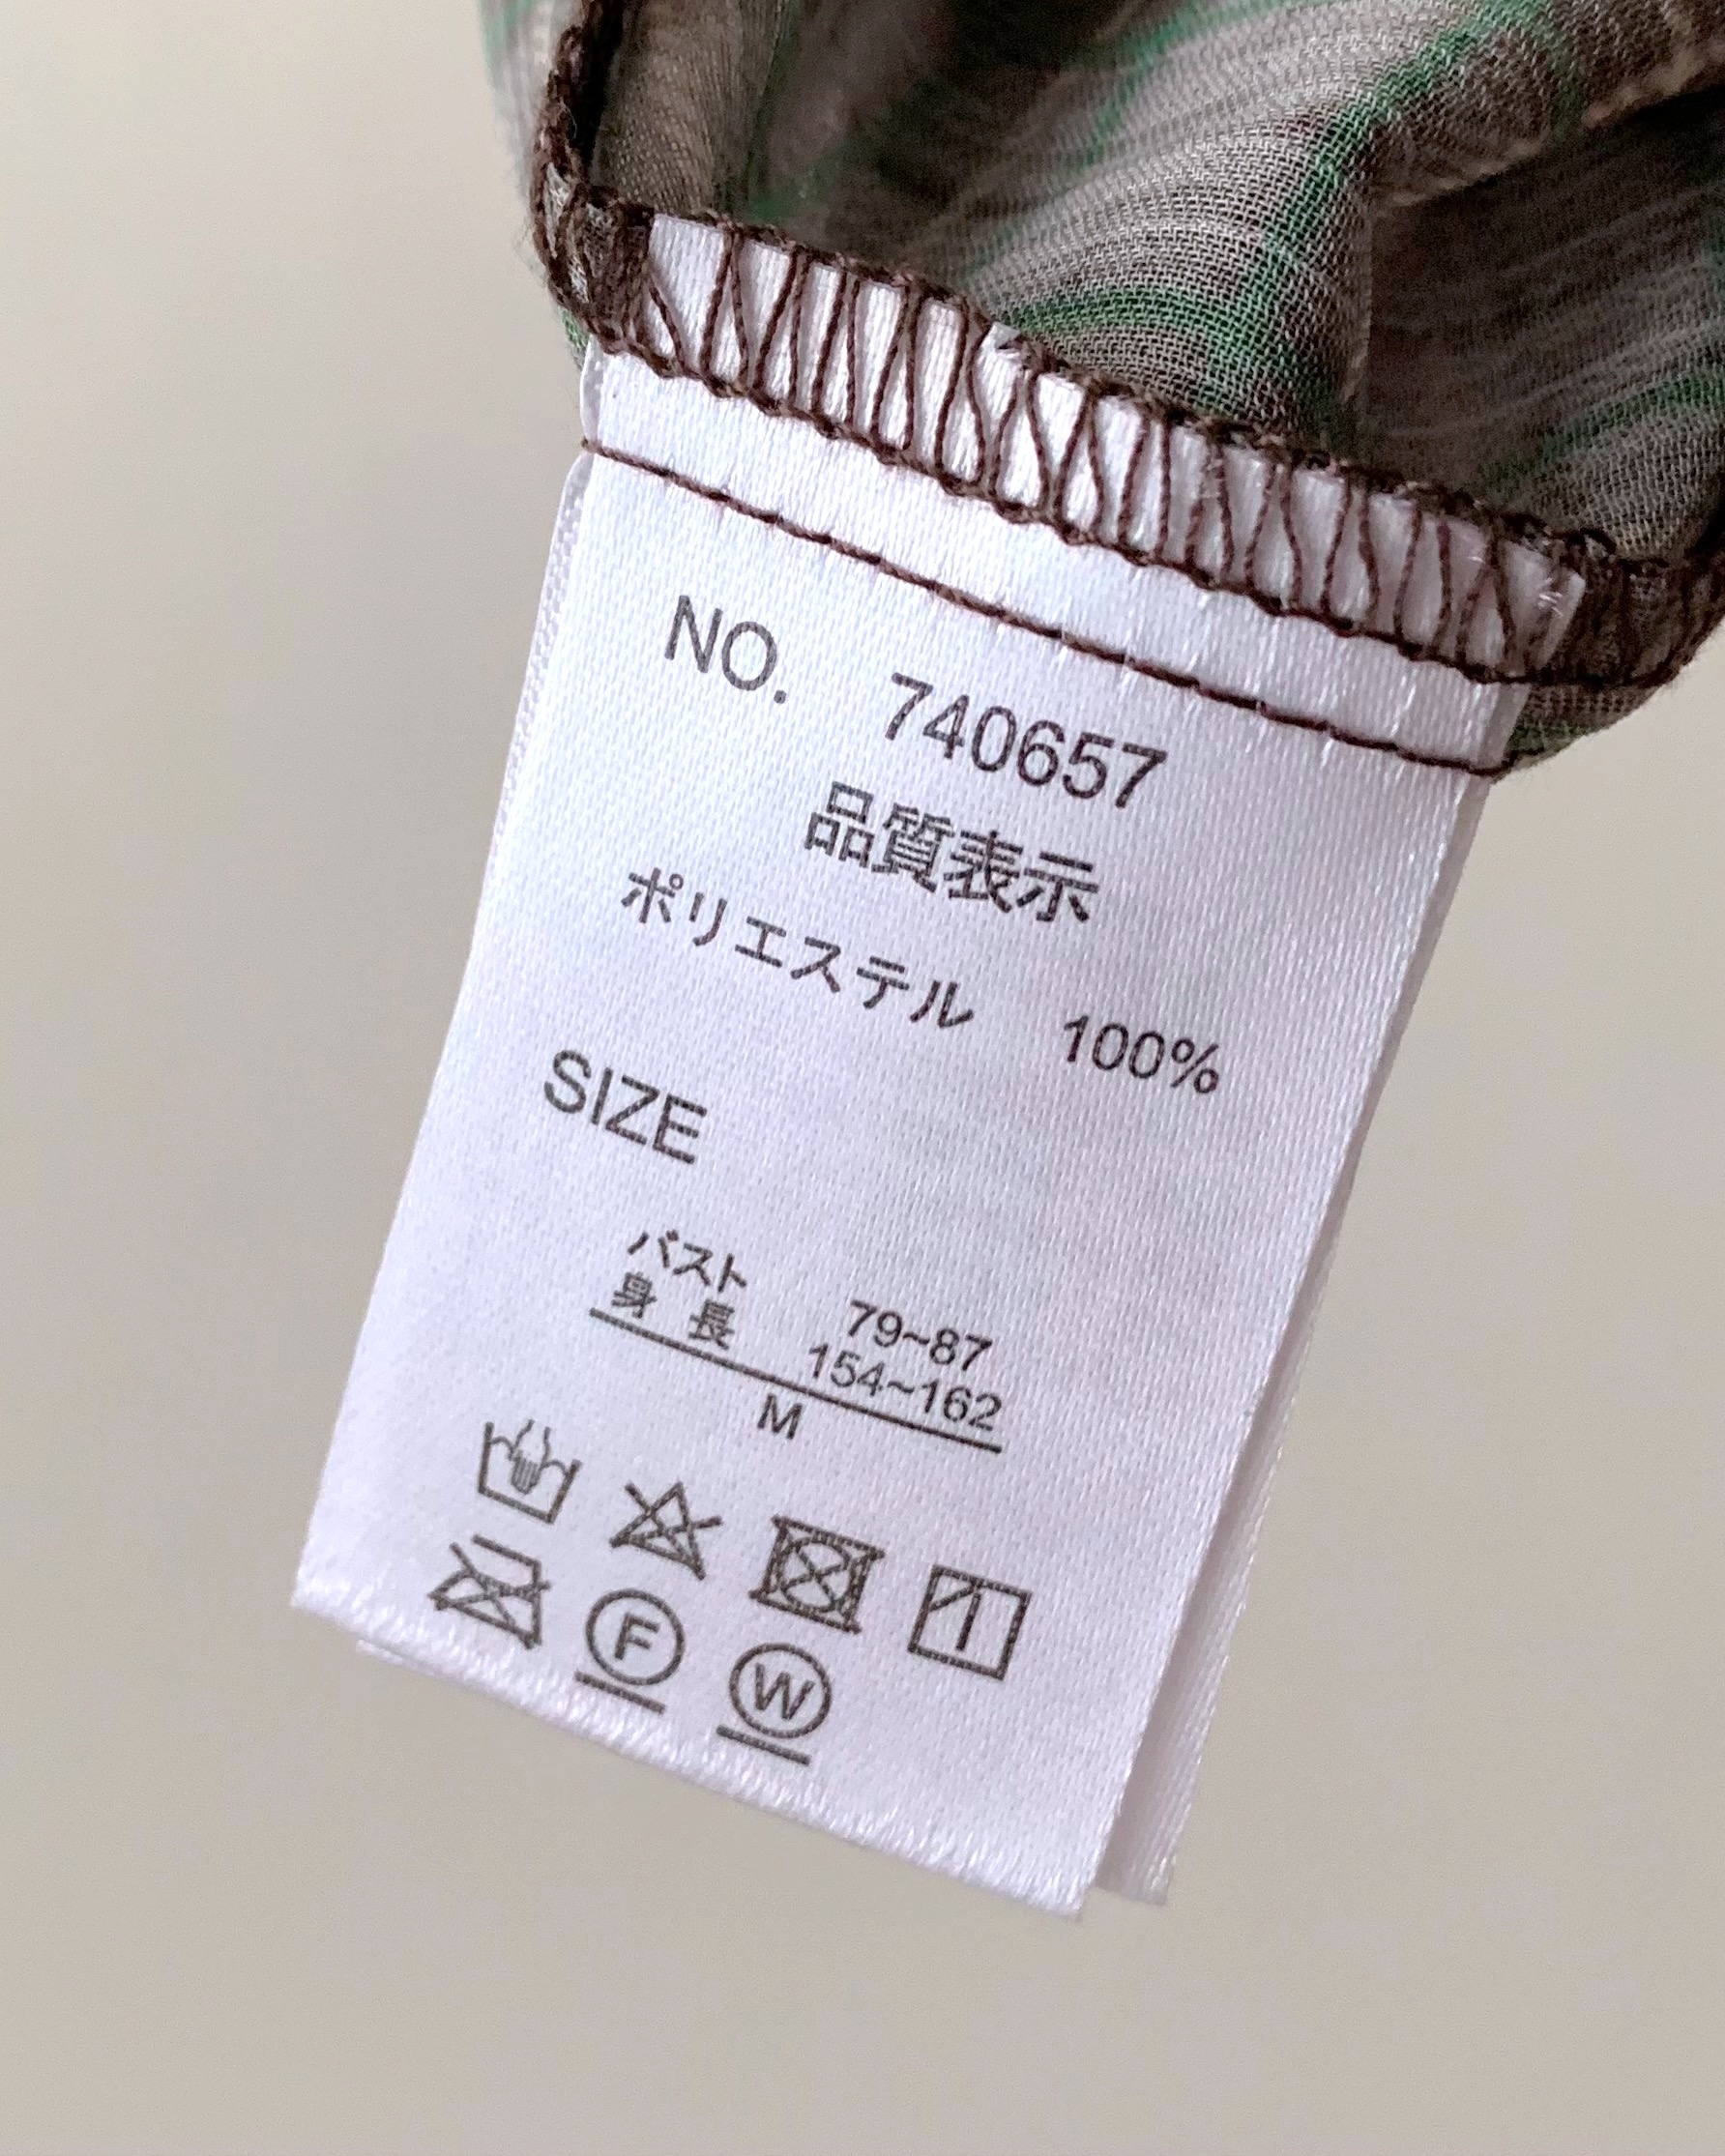 NO. 740657
品質表示
ポリエステル 100%
SIZE
バスト 79~87
身長 154~162
M
F W